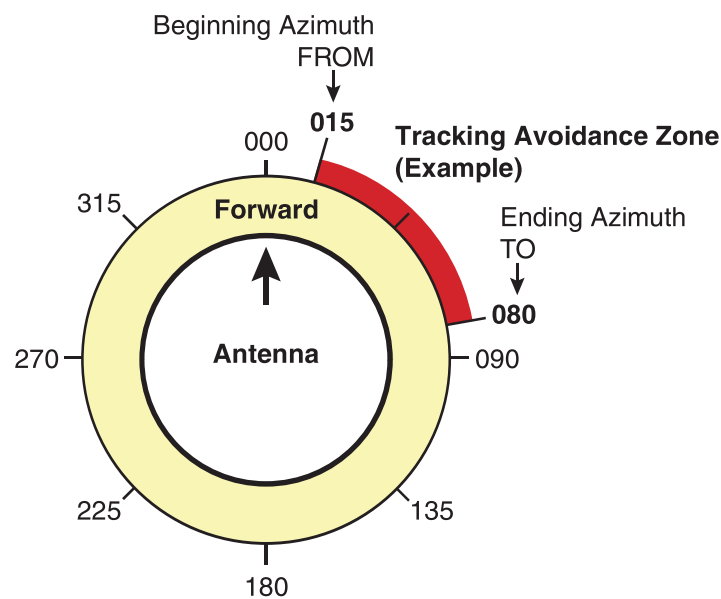 Beginning Azimuth
FROM
015
Tracking Avoidance Zone
(Example)
000
315
Forward
Ending Azimuth
TO
080
Antenna
270
090
225
135
180